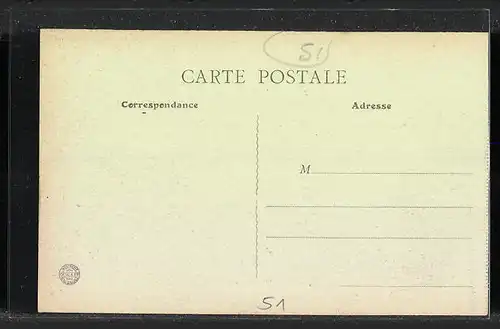 51
CARTE POSTALE
Correspondance
Adresse
M
51